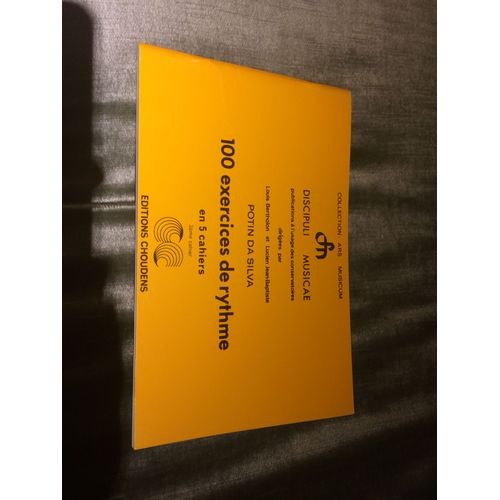 COLLECTION ARS MUSICUM
DISCIPULI MUSICAE
publications à l'usage des conservatoires
dirigées par
Louis Bertholon et Lucien Jean-Baptiste
POTIN DA SILVA
100 exercices de rythme
en 5 cahiers
EDITIONS CHOUDENS